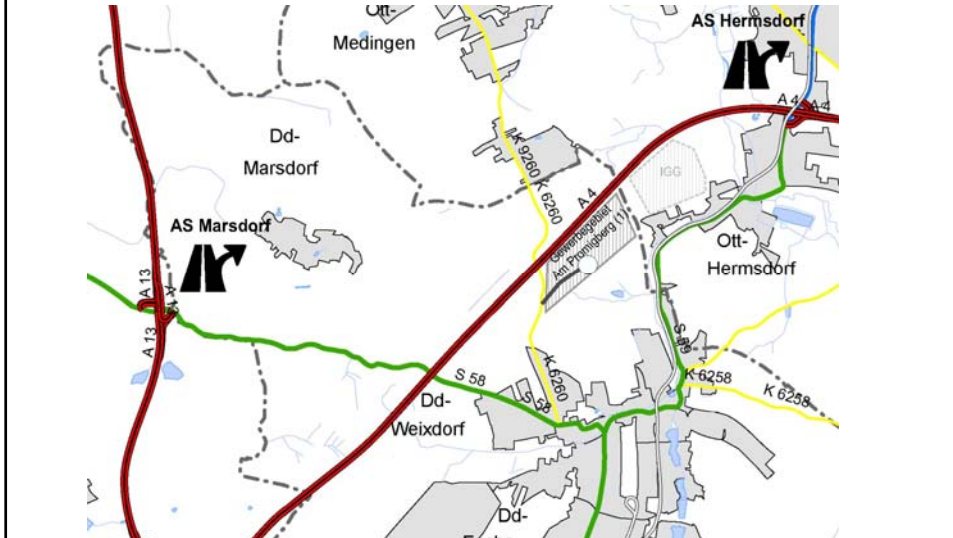 Ott-
Medingen
AS Hermsdorf
A 4
A 4
Dd-
Marsdorf
K 9260
K 6260
IGG
A 4
Gewerbegebiet
Am Promigberg (1)
AS Marsdorf
Ott-
Hermsdorf
A 13
A 13
A 13
S 58
S 58
K 6260
K 6258
K 6258
Dd-
Weixdorf
Dd-